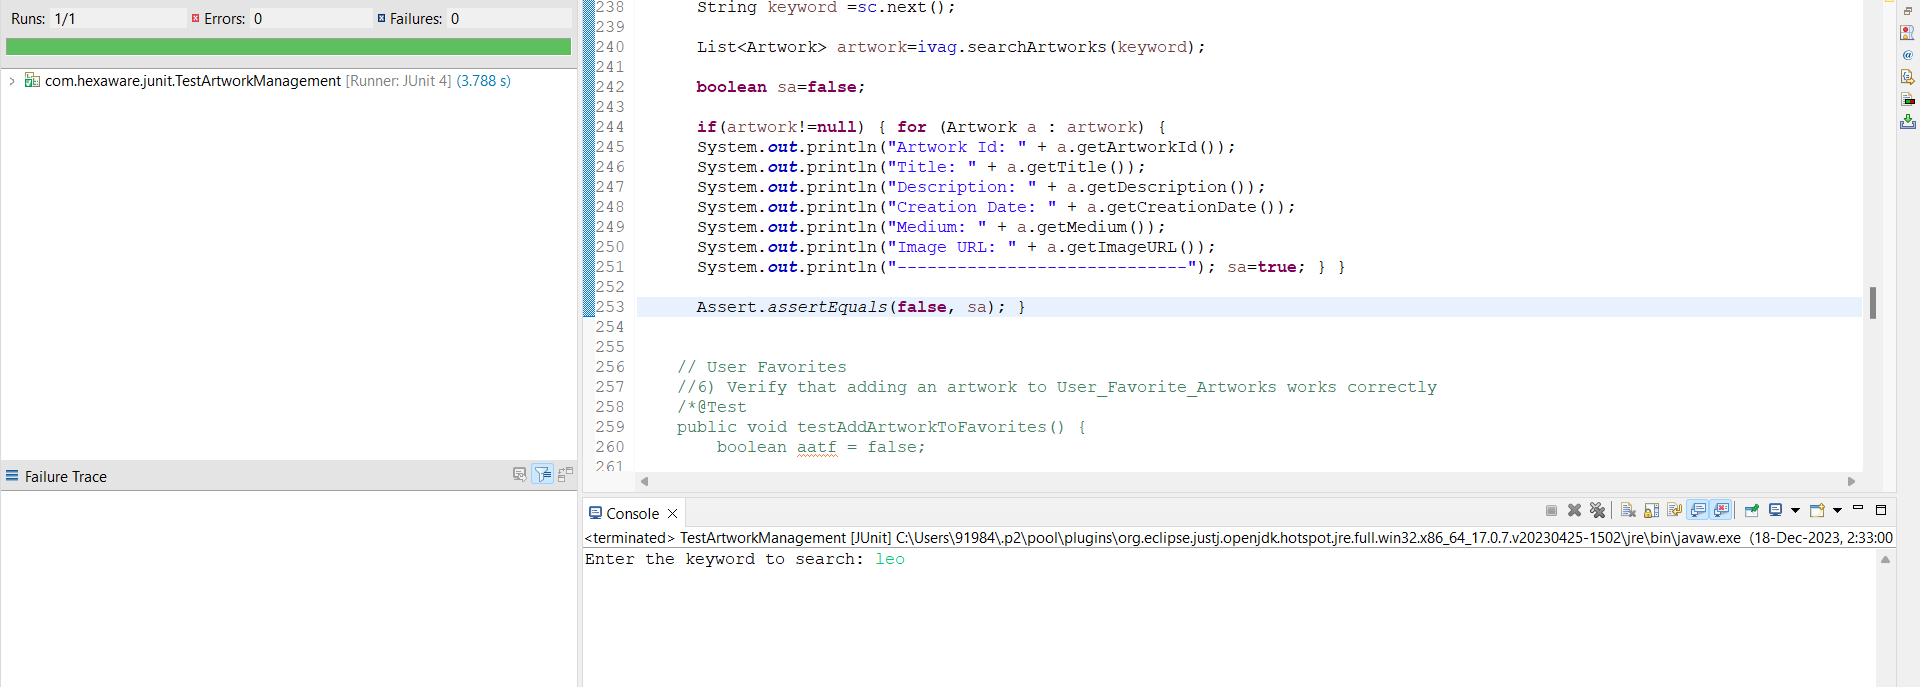 Runs: 1/1 Errors: 0 Failures: 0
com.hexaware.junit.TestArtworkManagement [Runner: JUnit 4] (3.788 s)
Failure Trace
238 String keyword =sc.next();
239
240 List<Artwork> artwork=ivag.searchArtworks(keyword);
241
242 boolean sa=false;
243
244 if(artwork!=null) { for (Artwork a : artwork) {
245 System.out.println("Artwork Id: " + a.getArtworkId());
246 System.out.println("Title: " + a.getTitle());
247 System.out.println("Description: " + a.getDescription());
248 System.out.println("Creation Date: " + a.getCreationDate());
249 System.out.println("Medium: " + a.getMedium());
250 System.out.println("Image URL: " + a.getImageURL());
251 System.out.println("-----------------------------"); sa=true; } }
252
253 Assert.assertEquals(false, sa); }
254
255
256 // User Favorites
257 //6) Verify that adding an artwork to User_Favorite_Artworks works correctly
258 /*@Test
259 public void testAddArtworkToFavorites() {
260 boolean aatf = false;
261
Console
<terminated> TestArtworkManagement [JUnit] C:\Users\91984\.p2\pool\plugins\org.eclipse.justj.openjdk.hotspot.jre.full.win32.x86_64_17.0.7.v20230425-1502\jre\bin\javaw.exe (18-Dec-2023, 2:33:00
Enter the keyword to search: leo